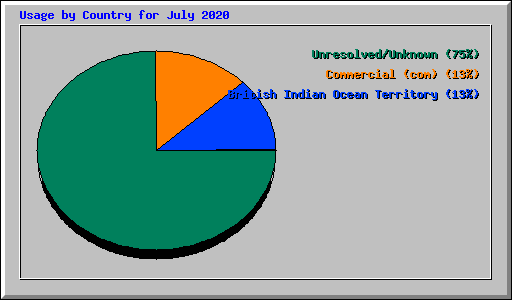 Usage by Country for July 2020
Unresolved/Unknown (75%)
Commercial (com) (13%)
British Indian Ocean Territory (13%)